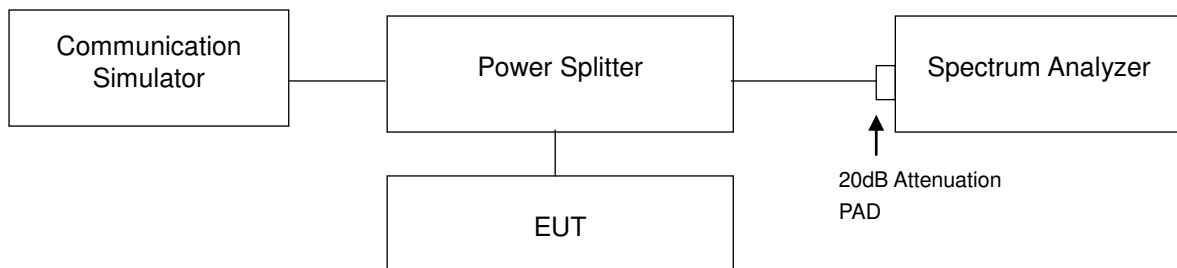 Communication
Simulator
Power Splitter
Spectrum Analyzer
20dB Attenuation
PAD
EUT